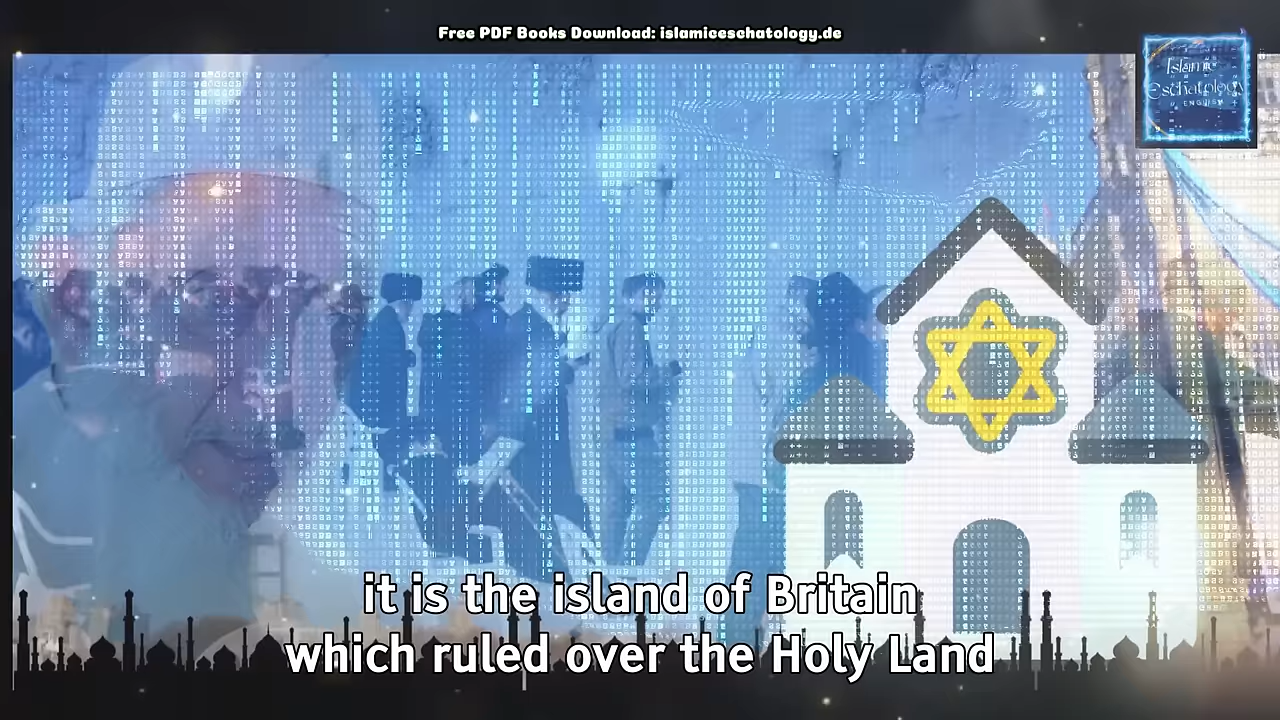 Free PDF Books Download: islamiceschatology.de
Islamic
Eschatology
ENGLISH
it is the island of Britain
which ruled over the Holy Land